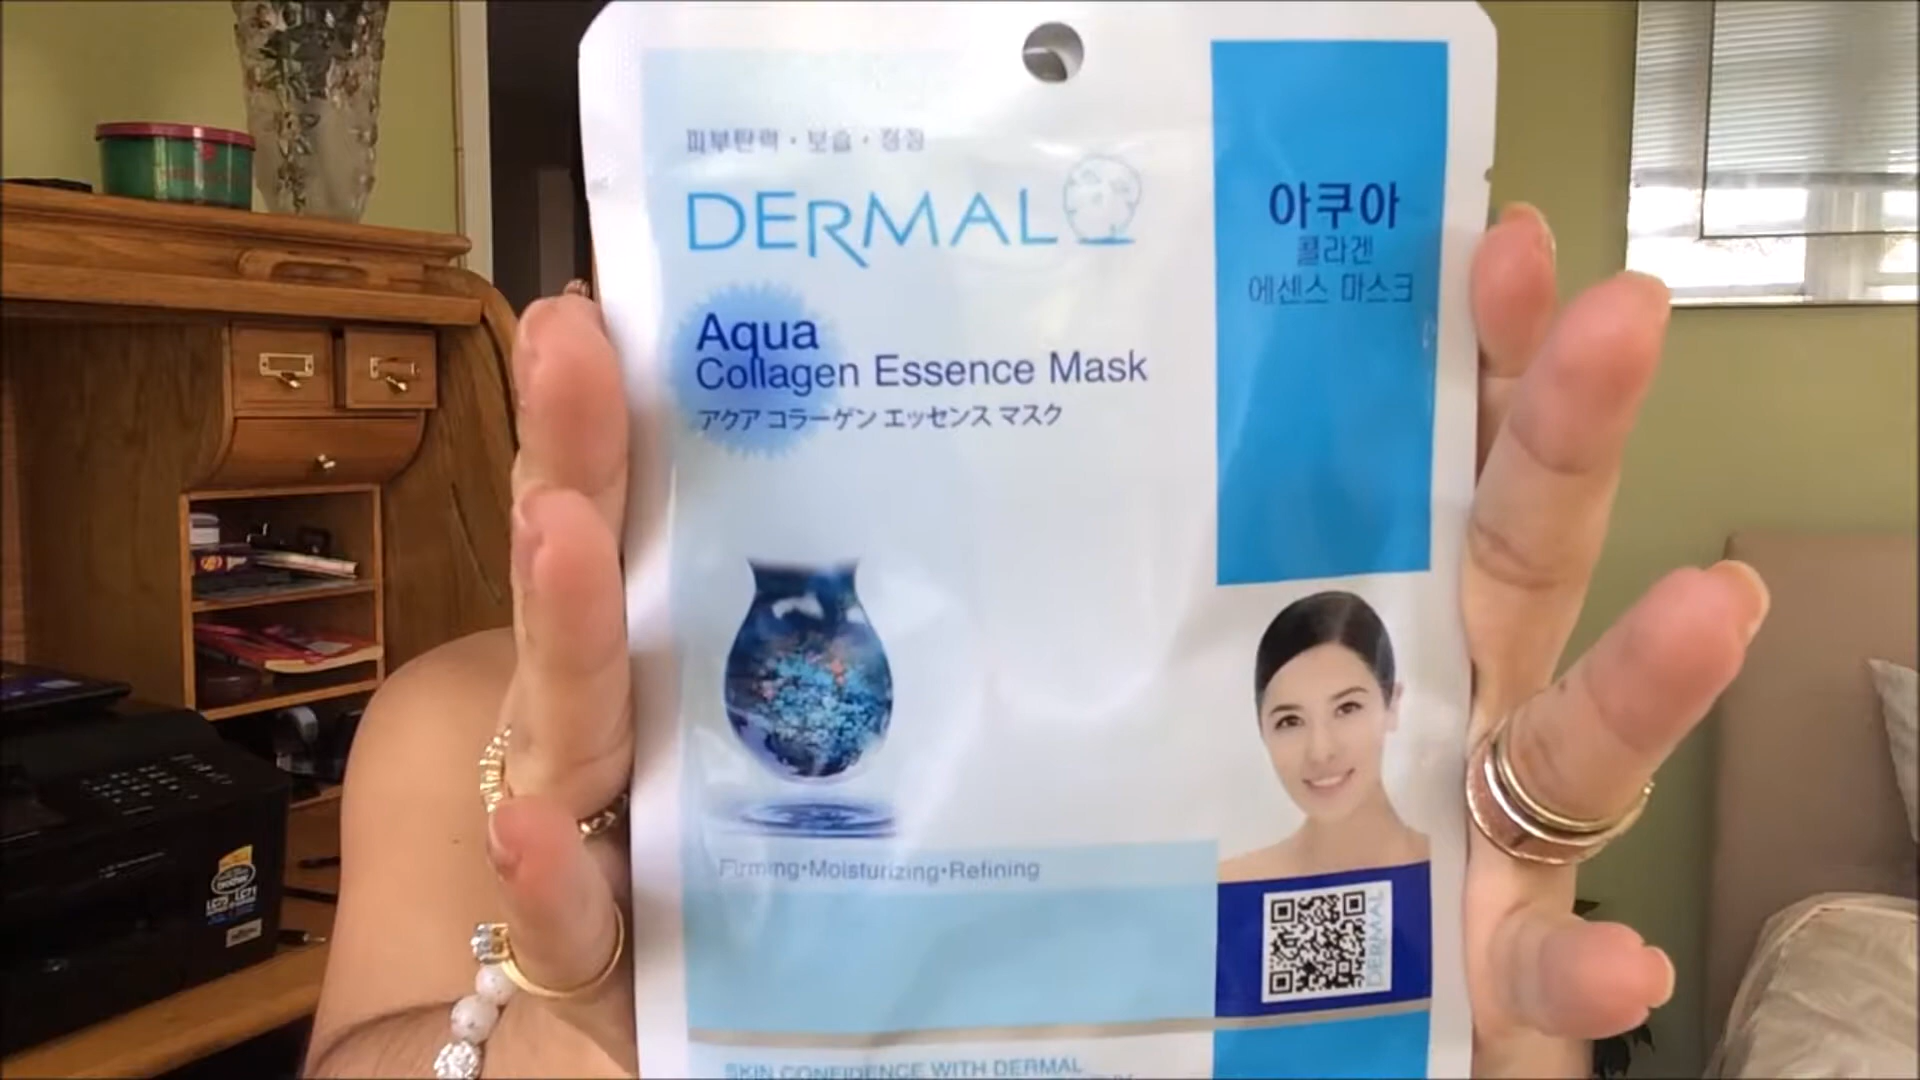 피부탄력 · 보습 · 정정
DERMAL
Aqua
Collagen Essence Mask
アクア コラーゲン エッセンス マスク
아쿠아
콜라겐
에센스 마스크
Firming·Moisturizing·Refining
DERMAL
SKIN CONFIDENCE WITH DERMAL
brother